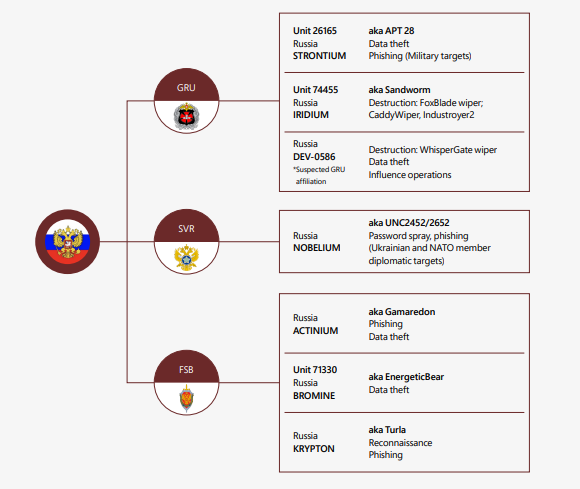 GRU
Unit 26165
Russia
STRONTIUM
aka APT 28
Data theft
Phishing (Military targets)
Unit 74455
Russia
IRIDIUM
aka Sandworm
Destruction: FoxBlade wiper;
CaddyWiper, Industroyer2
Russia
DEV-0586
*Suspected GRU
affiliation
Destruction: WhisperGate wiper
Data theft
Influence operations
SVR
Russia
NOBELIUM
aka UNC2452/2652
Password spray, phishing
(Ukrainian and NATO member
diplomatic targets)
FSB
Russia
ACTINIUM
aka Gamaredon
Phishing
Data theft
Unit 71330
Russia
BROMINE
aka EnergeticBear
Data theft
Russia
KRYPTON
aka Turla
Reconnaissance
Phishing